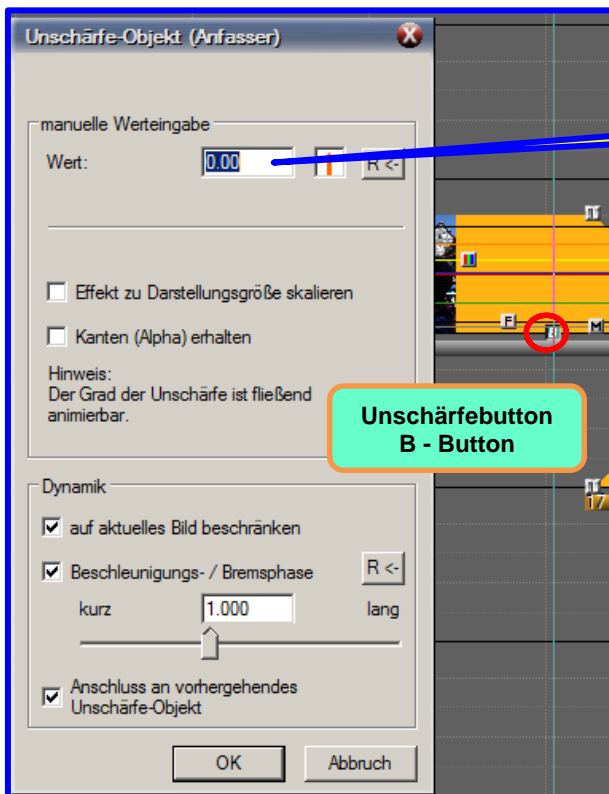 Unschärfe-Objekt (Anfasser)
manuelle Werteingabe
Wert:
0.00
R <-
Effekt zu Darstellungsgröße skalieren
Kanten (Alpha) erhalten
Hinweis:
Der Grad der Unschärfe ist fließend
animierbar.
Unschärfebutton
B - Button
F
M
17
Dynamik
auf aktuelles Bild beschränken
Beschleunigungs- / Bremsphase
R <-
kurz
1.000
lang
Anschluss an vorhergehendes
Unschärfe-Objekt
OK
Abbruch